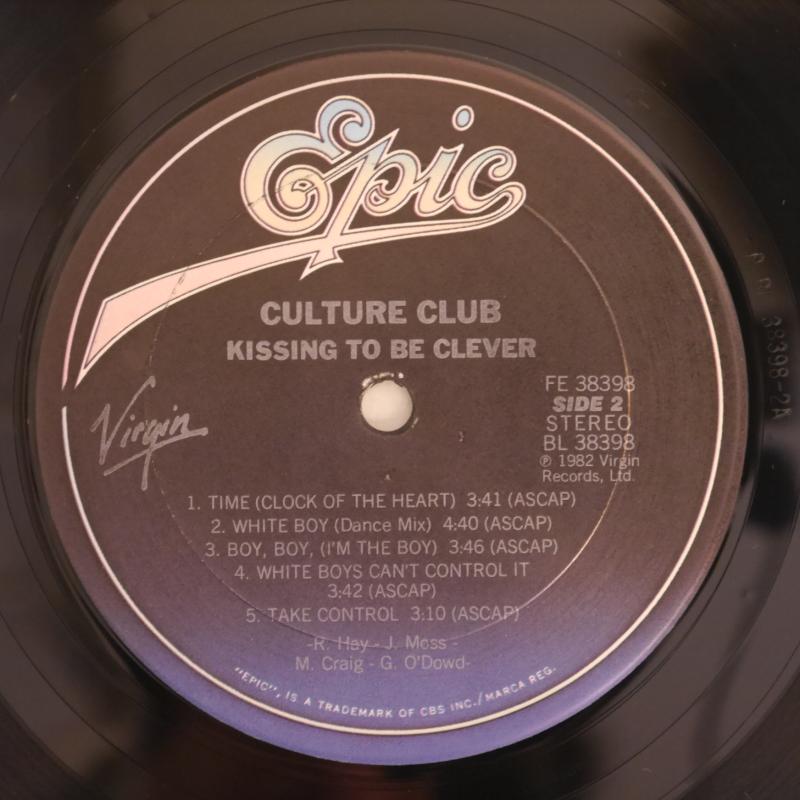 Epic
CULTURE CLUB
KISSING TO BE CLEVER
Virgin
FE 38398
SIDE 2
STEREO
BL 38398
℗ 1982 Virgin
Records, Ltd.
1. TIME (CLOCK OF THE HEART) 3:41 (ASCAP)
2. WHITE BOY (Dance Mix) 4:40 (ASCAP)
3. BOY, BOY, (I'M THE BOY) 3:46 (ASCAP)
4. WHITE BOYS CAN'T CONTROL IT
3:42 (ASCAP)
5. TAKE CONTROL 3:10 (ASCAP)
-R. Hay - J. Moss -
M. Craig - G. O'Dowd-
"EPIC", IS A TRADEMARK OF CBS INC./MARCA REG.
38398-2A